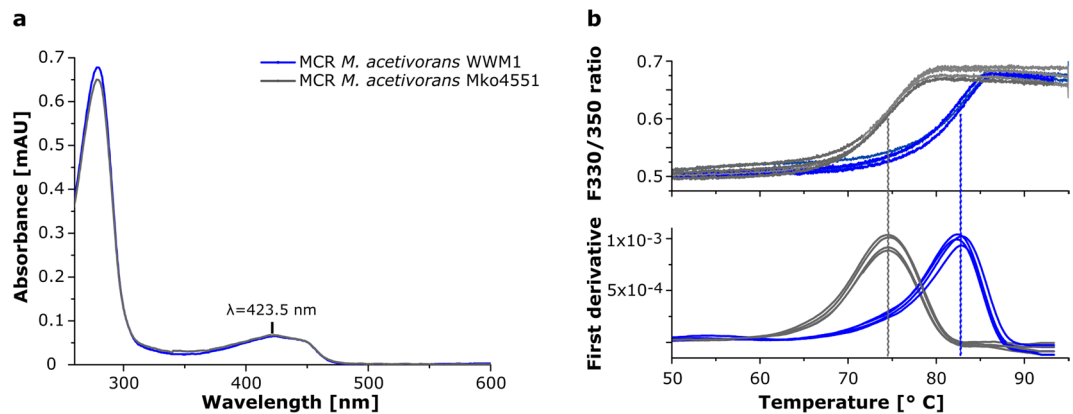 a
Absorbance [mAU]
0.7
0.6
0.5
0.4
0.3
0.2
0.1
0
MCR M. acetivorans WWM1
MCR M. acetivorans Mko4551
λ=423.5 nm
300
400
500
600
Wavelength [nm]
b
F330/350 ratio
0.7
0.6
0.5
First derivative
1x10-3
5x10-4
50
60
70
80
90
Temperature [° C]